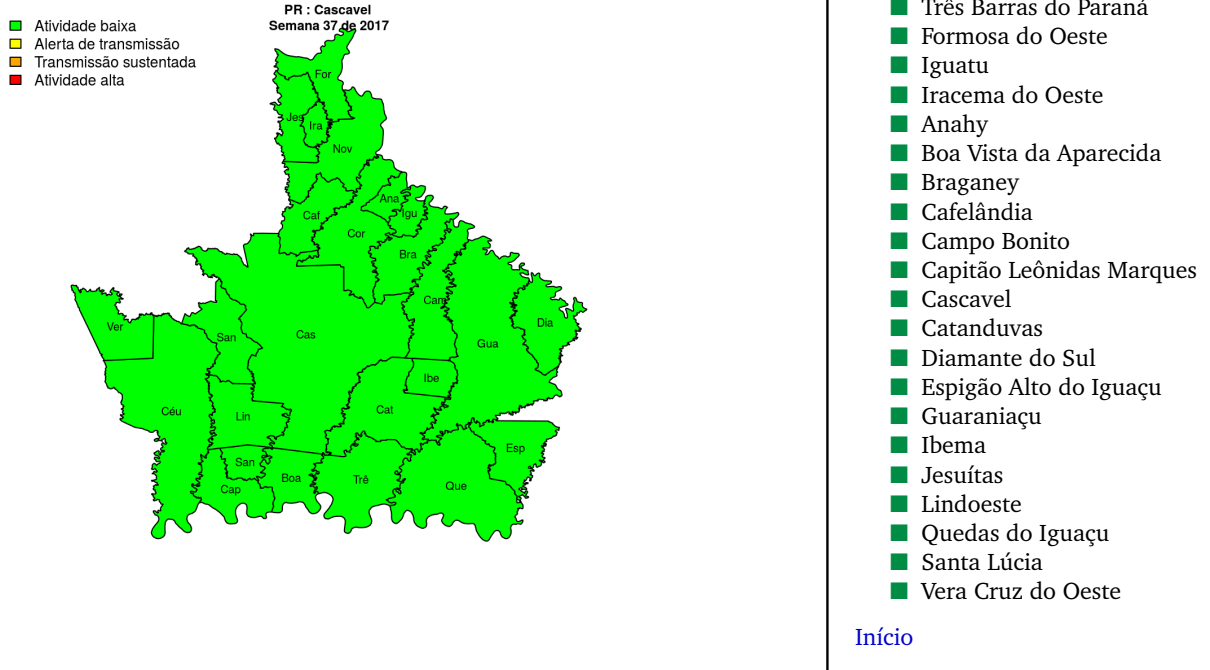 PR : Cascavel
Semana 37 de 2017
Atividade baixa
Alerta de transmissão
Transmissão sustentada
Atividade alta
For
Jes
Ira
Nov
Ana
Igu
Caf
Cor
Bra
Cam
Dia
Ver
San
Cas
Gua
Ibe
Céu
Lin
Cat
Esp
San
Cap
Boa
Trê
Que
Três Barras do Paraná
Formosa do Oeste
Iguatu
Iracema do Oeste
Anahy
Boa Vista da Aparecida
Braganey
Cafelândia
Campo Bonito
Capitão Leônidas Marques
Cascavel
Catanduvas
Diamante do Sul
Espigão Alto do Iguaçu
Guaraniaçu
Ibema
Jesuítas
Lindoeste
Quedas do Iguaçu
Santa Lúcia
Vera Cruz do Oeste
Início